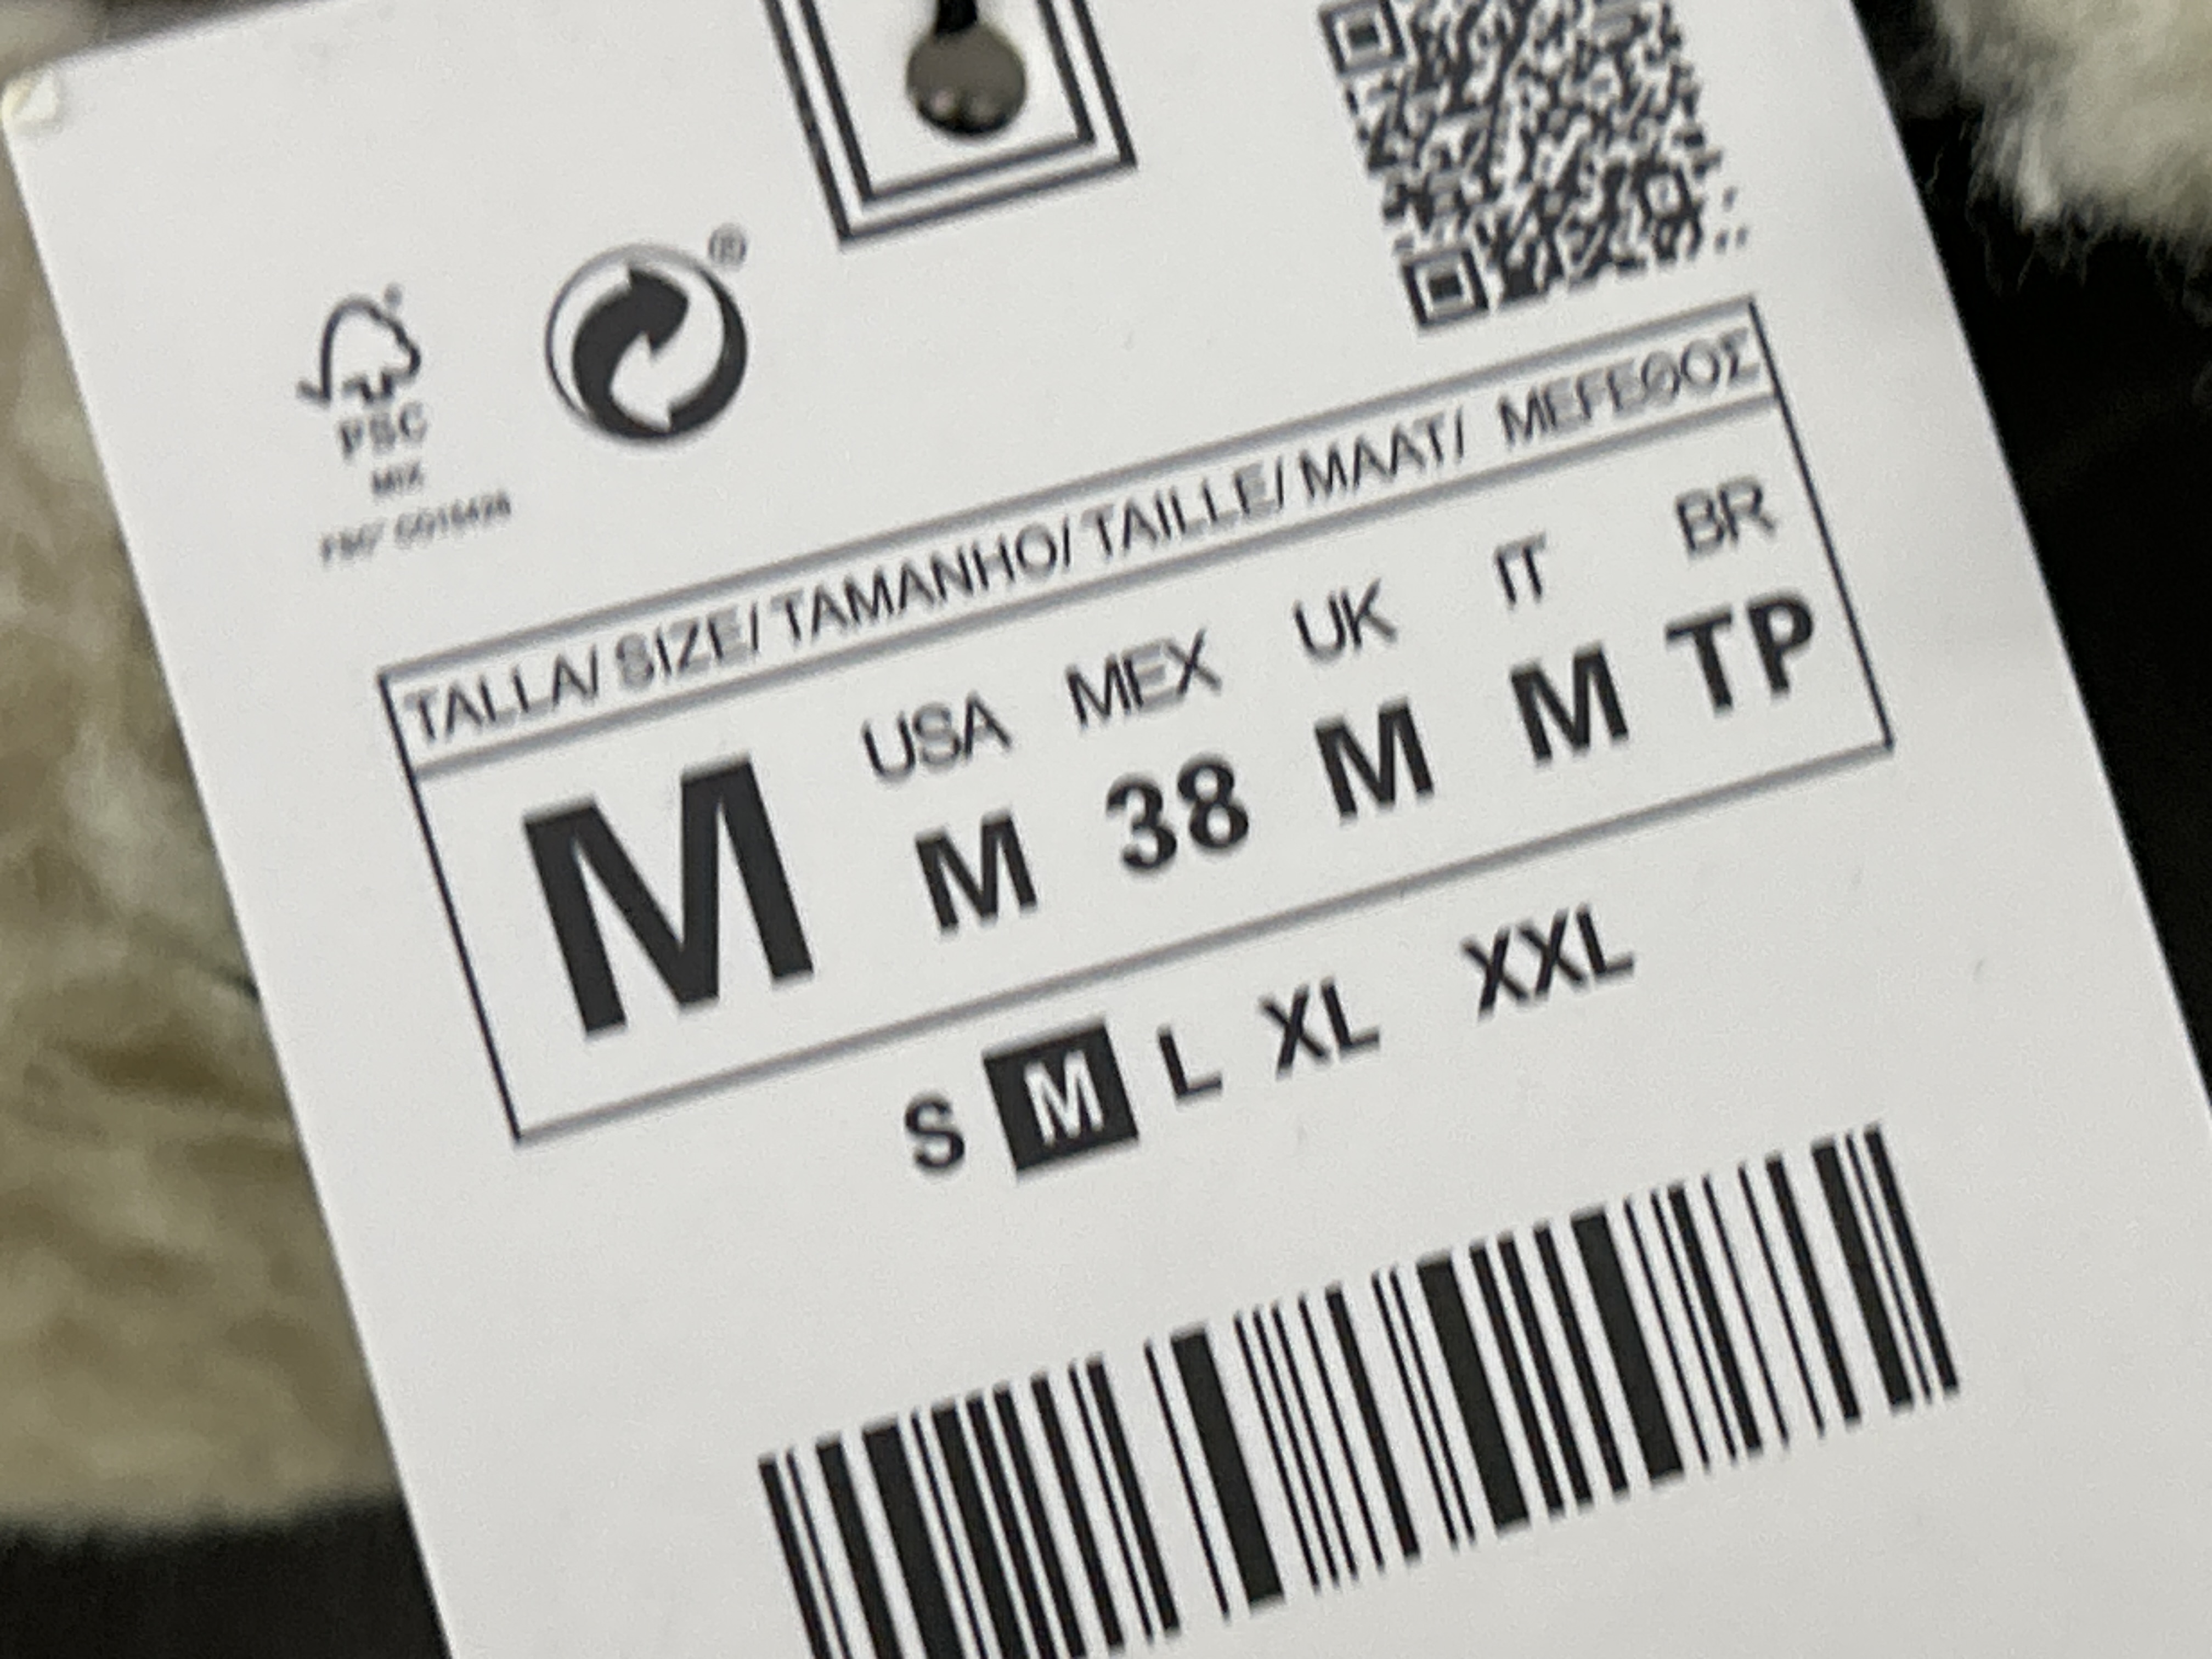 ®
FSC
MIX
TALLA/ SIZE/ TAMANHO/ TAILLE/ MAAT/ ΜΕΓΕΘΟΣ
USA MEX UK IT BR
M M 38 M M TP
S M L XL XXL